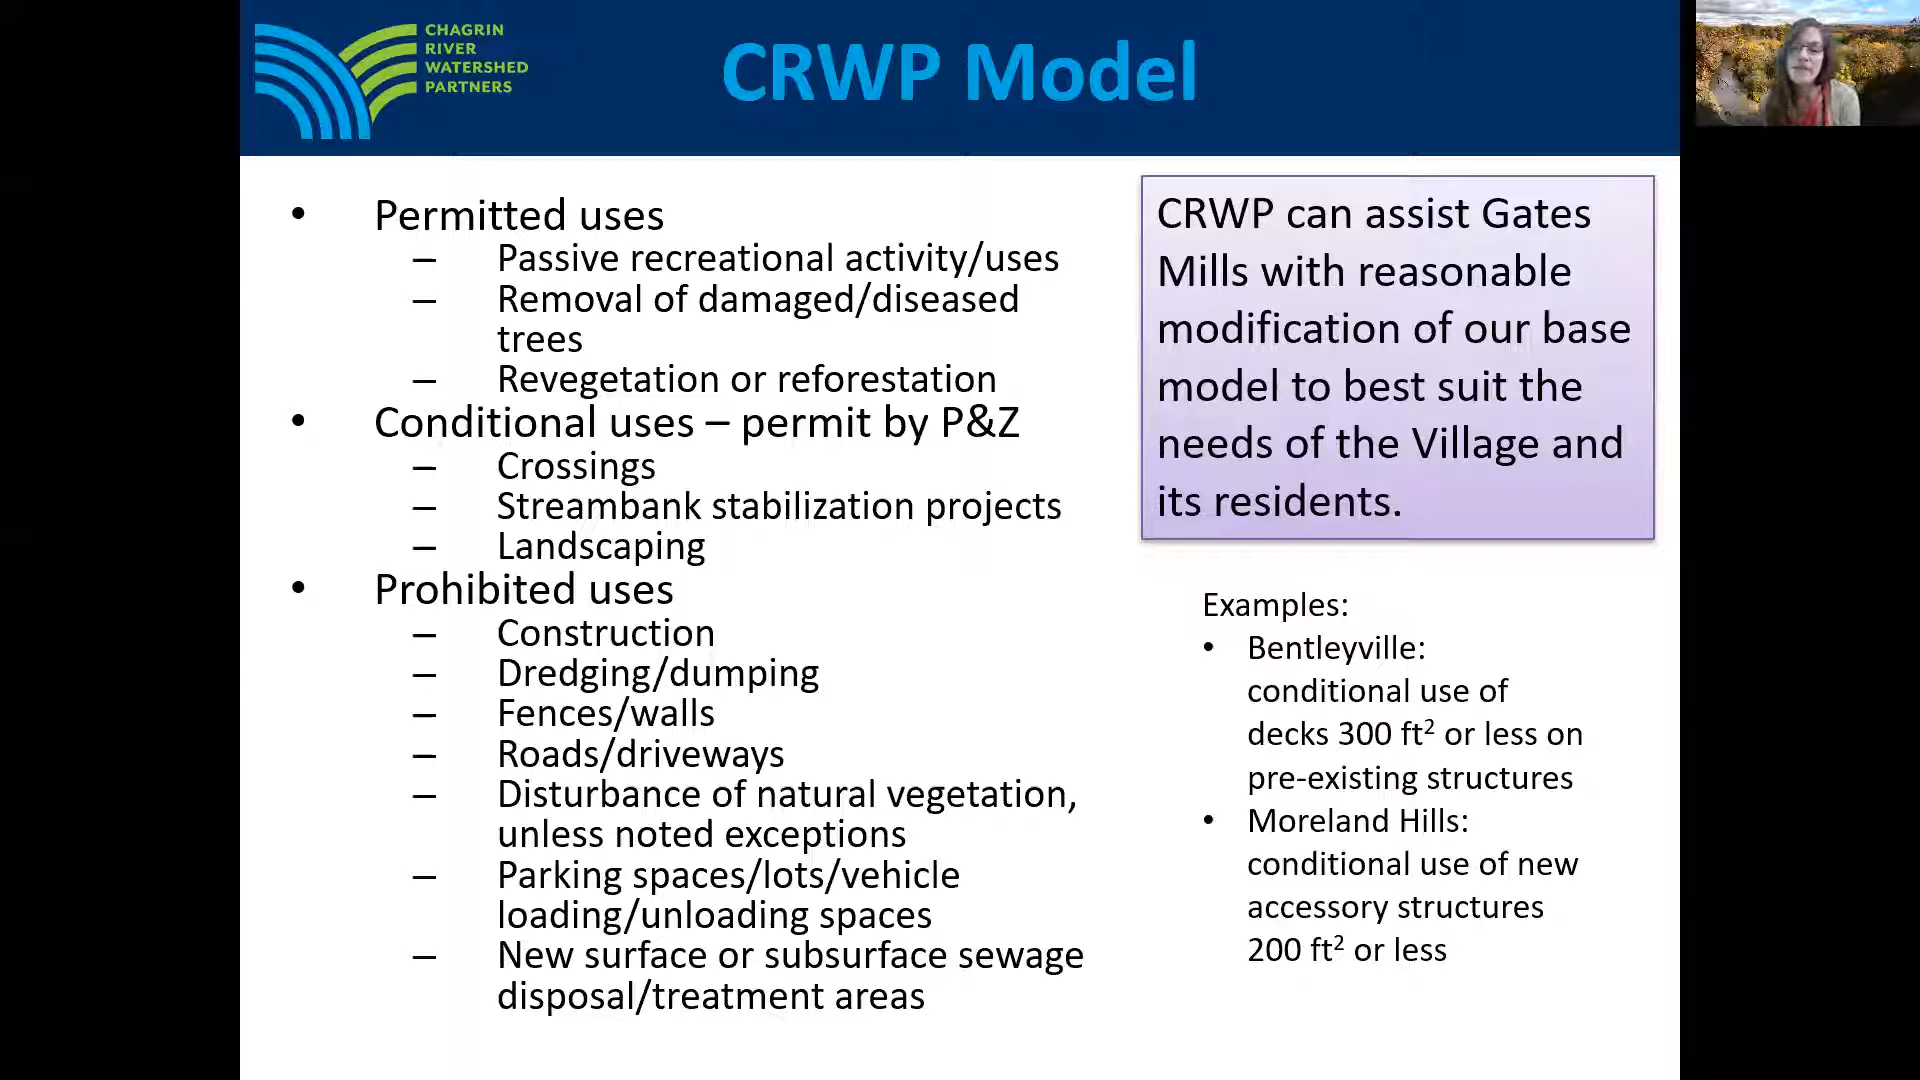 CHAGRIN
RIVER
WATERSHED
PARTNERS
CRWP Model
• Permitted uses
– Passive recreational activity/uses
– Removal of damaged/diseased
trees
– Revegetation or reforestation
• Conditional uses – permit by P&Z
– Crossings
– Streambank stabilization projects
– Landscaping
• Prohibited uses
– Construction
– Dredging/dumping
– Fences/walls
– Roads/driveways
– Disturbance of natural vegetation,
unless noted exceptions
– Parking spaces/lots/vehicle
loading/unloading spaces
– New surface or subsurface sewage
disposal/treatment areas
CRWP can assist Gates
Mills with reasonable
modification of our base
model to best suit the
needs of the Village and
its residents.
Examples:
• Bentleyville:
conditional use of
decks 300 ft² or less on
pre-existing structures
• Moreland Hills:
conditional use of new
accessory structures
200 ft² or less